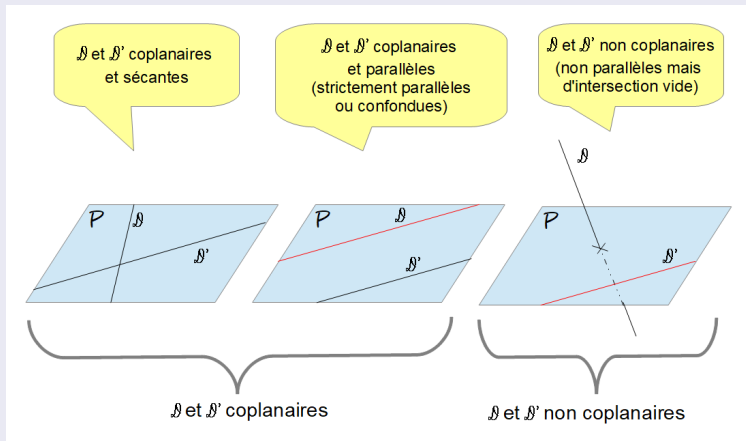 𝒟 et 𝒟' coplanaires
et sécantes
𝒟 et 𝒟' coplanaires
et parallèles
(strictement parallèles
ou confondues)
𝒟 et 𝒟' non coplanaires
(non parallèles mais
d'intersection vide)
P
𝒟
𝒟'
P
𝒟
𝒟'
𝒟
P
𝒟'
𝒟 et 𝒟' coplanaires
𝒟 et 𝒟' non coplanaires